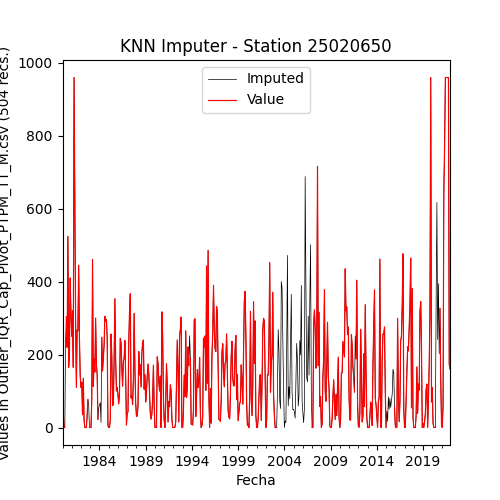 KNN Imputer - Station 25020650
Imputed
Value
1000
800
600
400
200
0
Values in Outlier_IQR_Cap_Pivot_PTPM_TT_M.csv (504 recs.)
1984 1989 1994 1999 2004 2009 2014 2019
Fecha